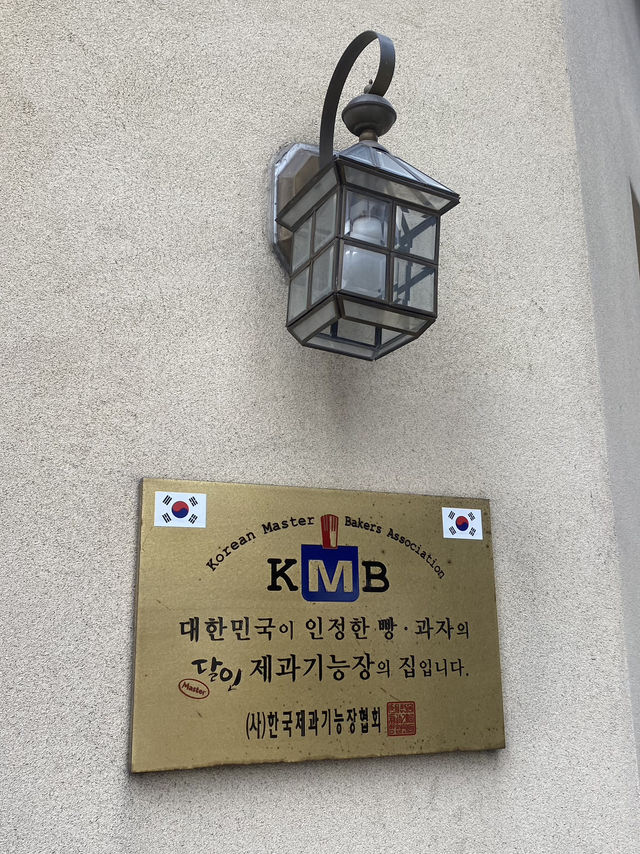 Korean Master Bakers Association
KMB
대한민국이 인정한 빵·과자의
달인 제과기능장의 집입니다.
Master
(사)한국제과기능장협회